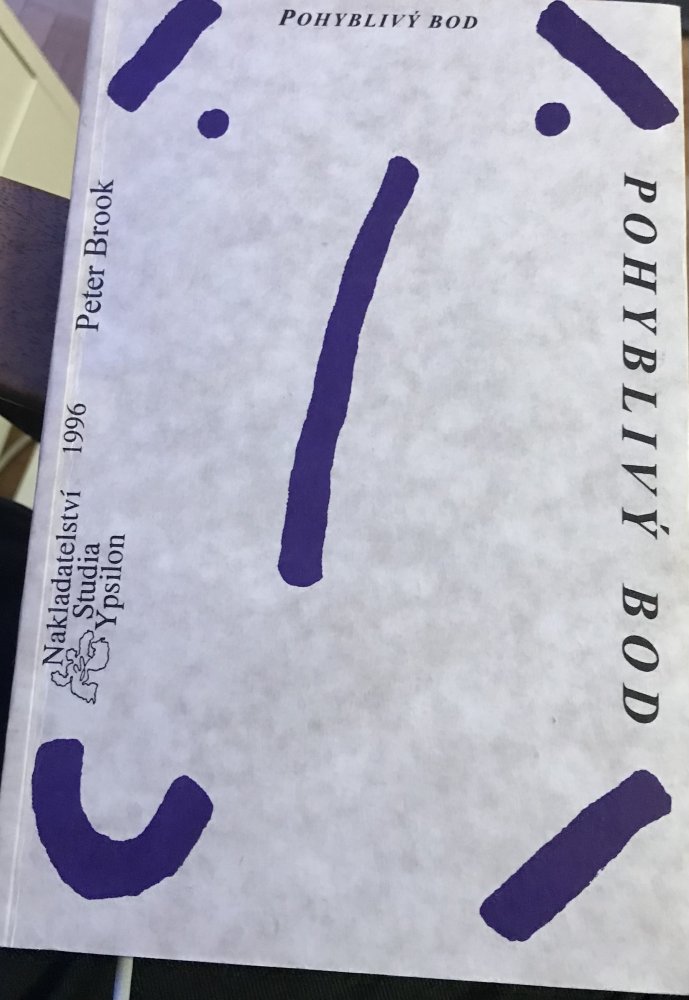 POHYBLIVÝ BOD
POHYBLIVÝ BOD
Peter Brook
1996
Nakladatelství
Studia
Ypsilon